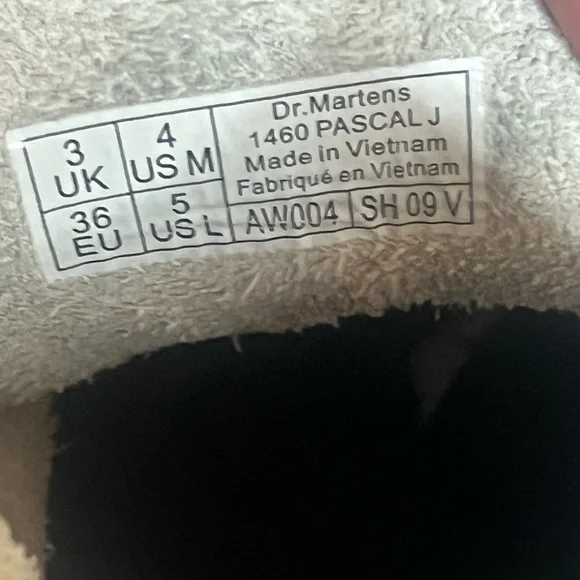 3
UK
4
US M
Dr.Martens
1460 PASCAL J
Made in Vietnam
Fabriqué en Vietnam
36
EU
5
US L
AW004
SH 09 V